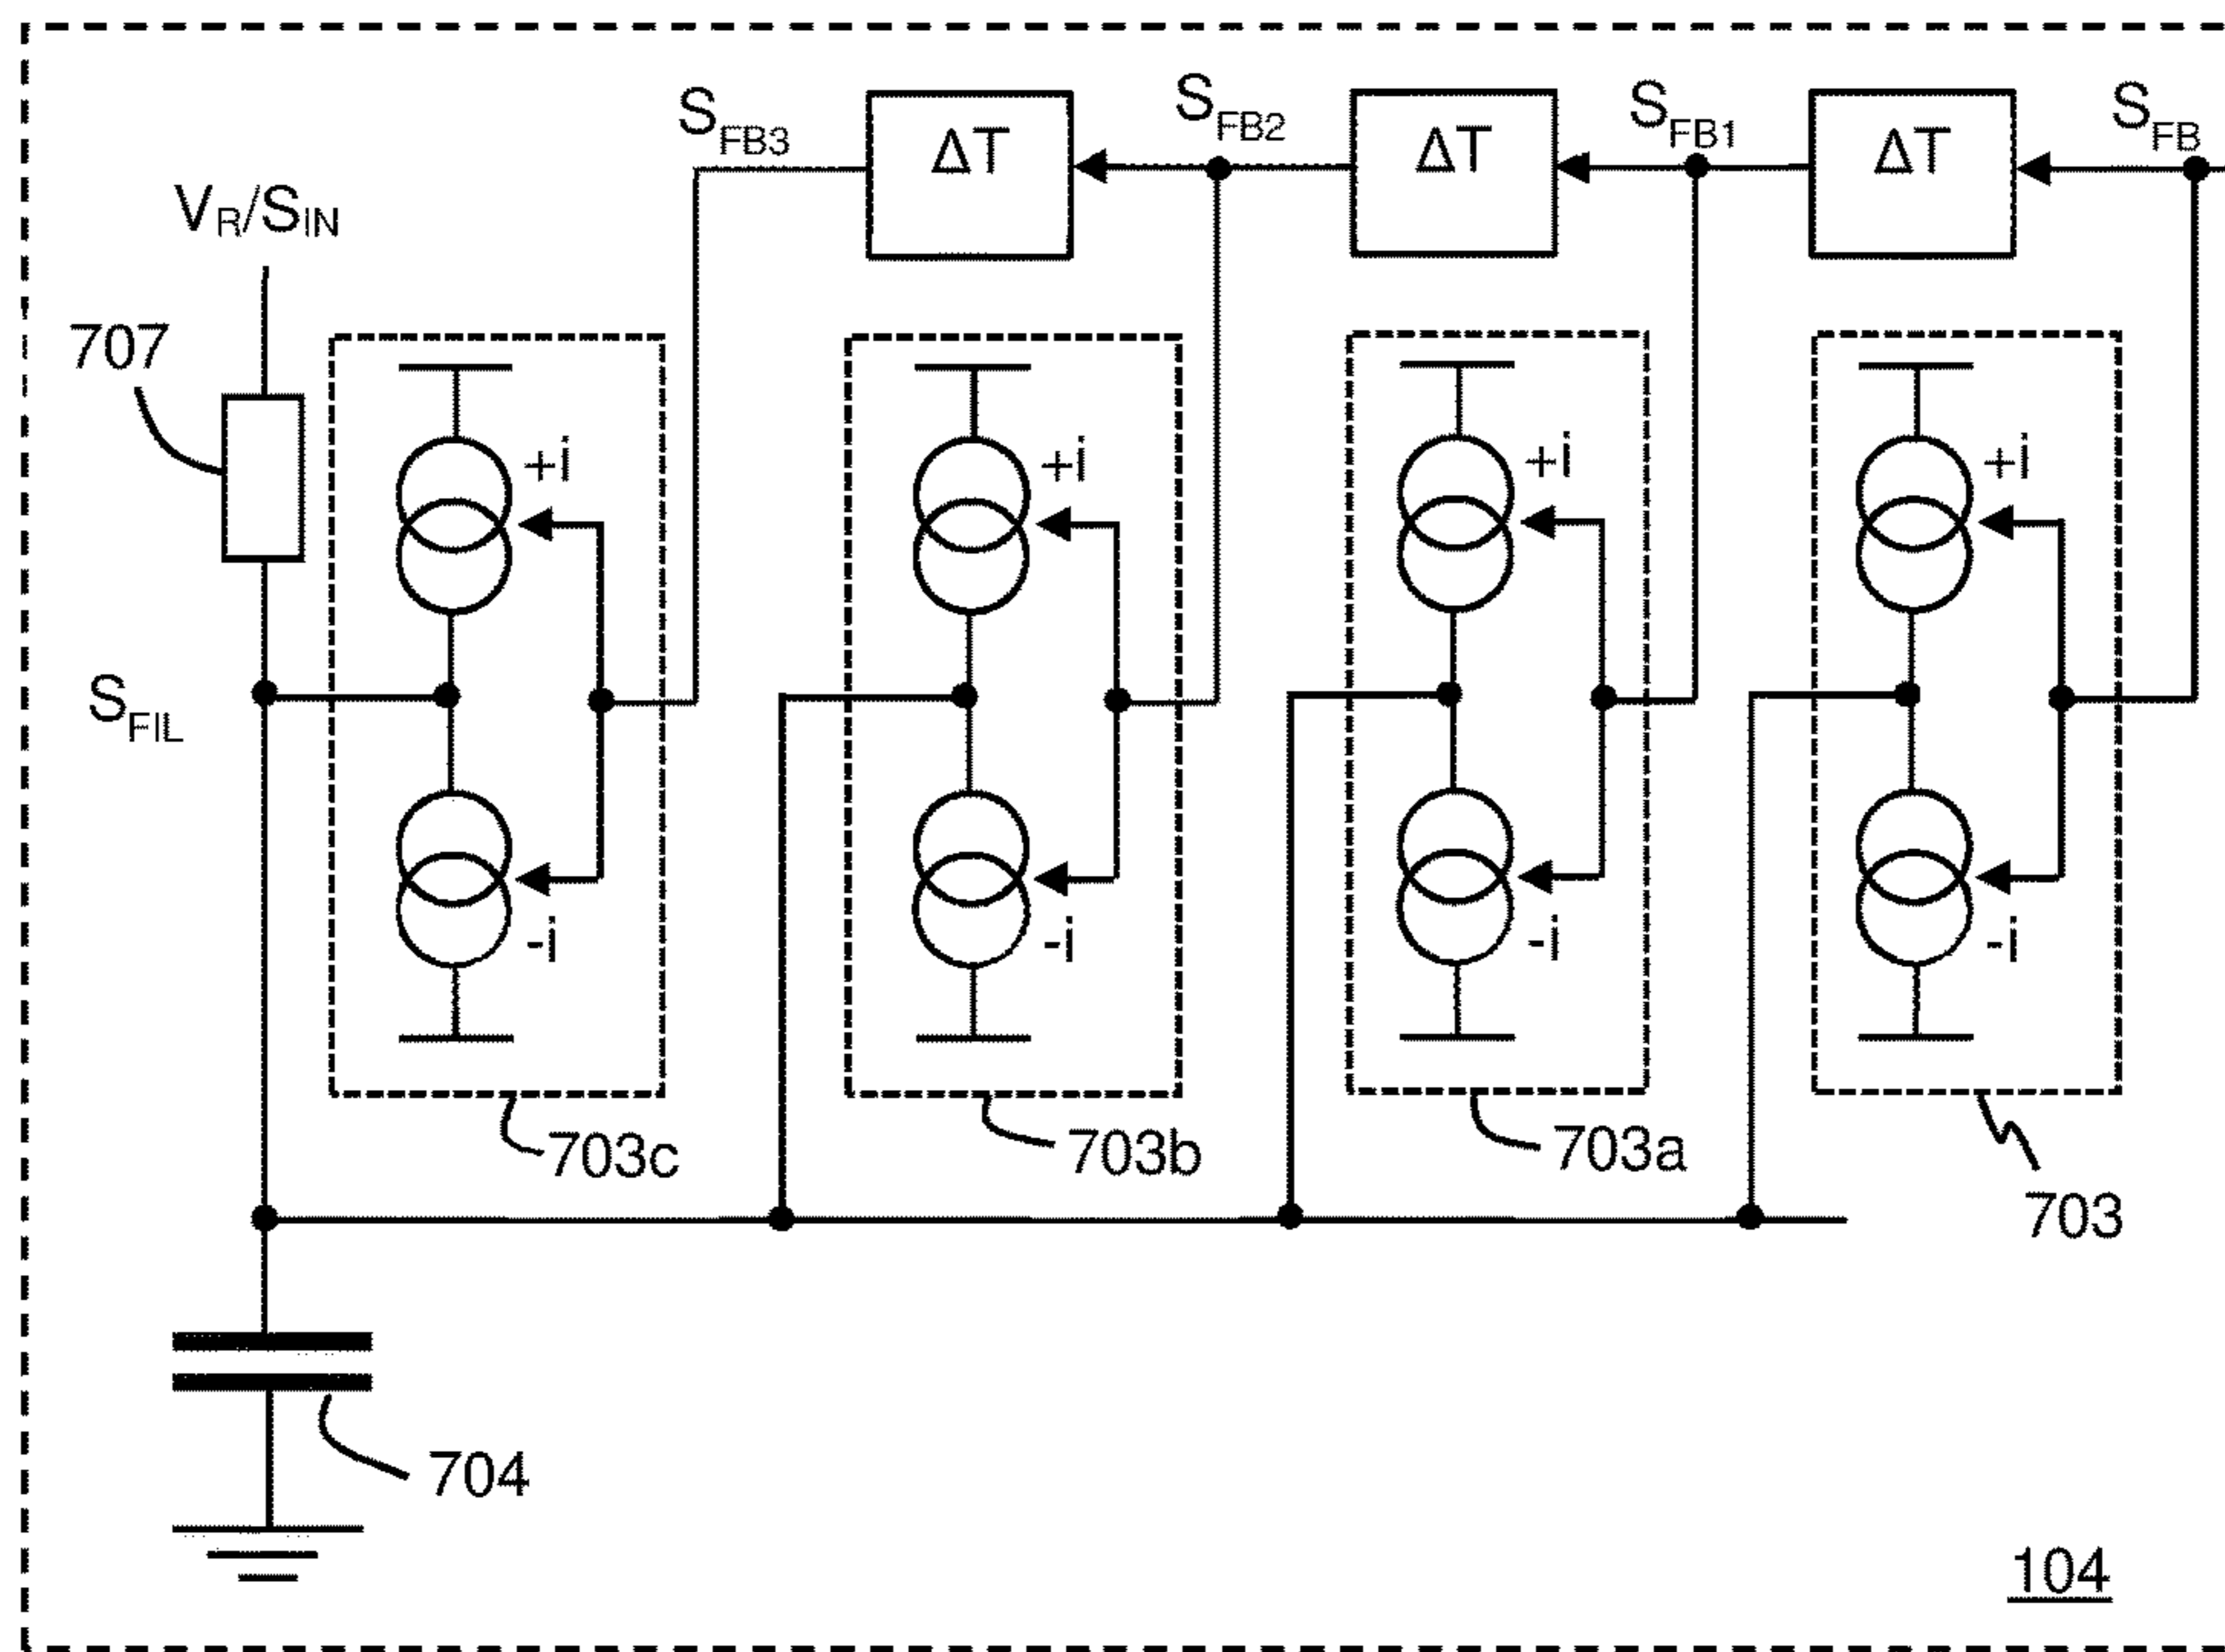 S_FB3 ΔT S_FB2 ΔT S_FB1 ΔT S_FB
V_R/S_IN
707
+i +i +i +i
S_FIL
-i -i -i -i
703c 703b 703a 703
704
104